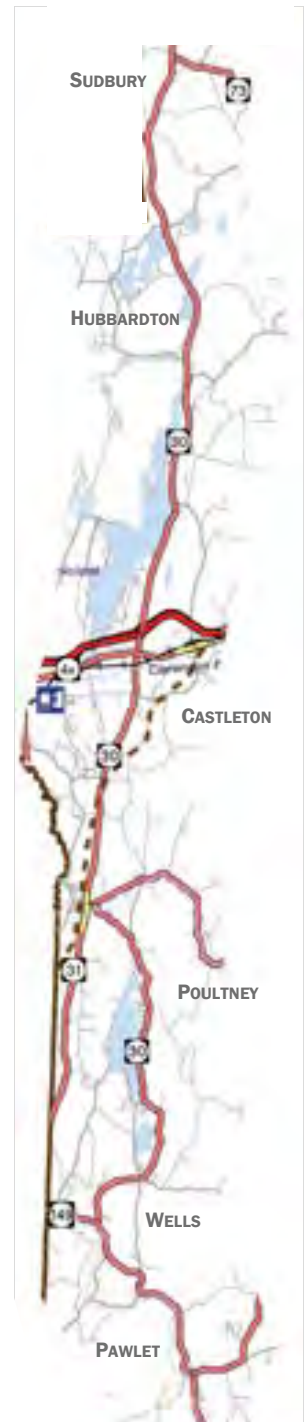 SUDBURY
73
HUBBARDTON
30
4A
CASTLETON
30
31
POULTNEY
30
149
WELLS
PAWLET